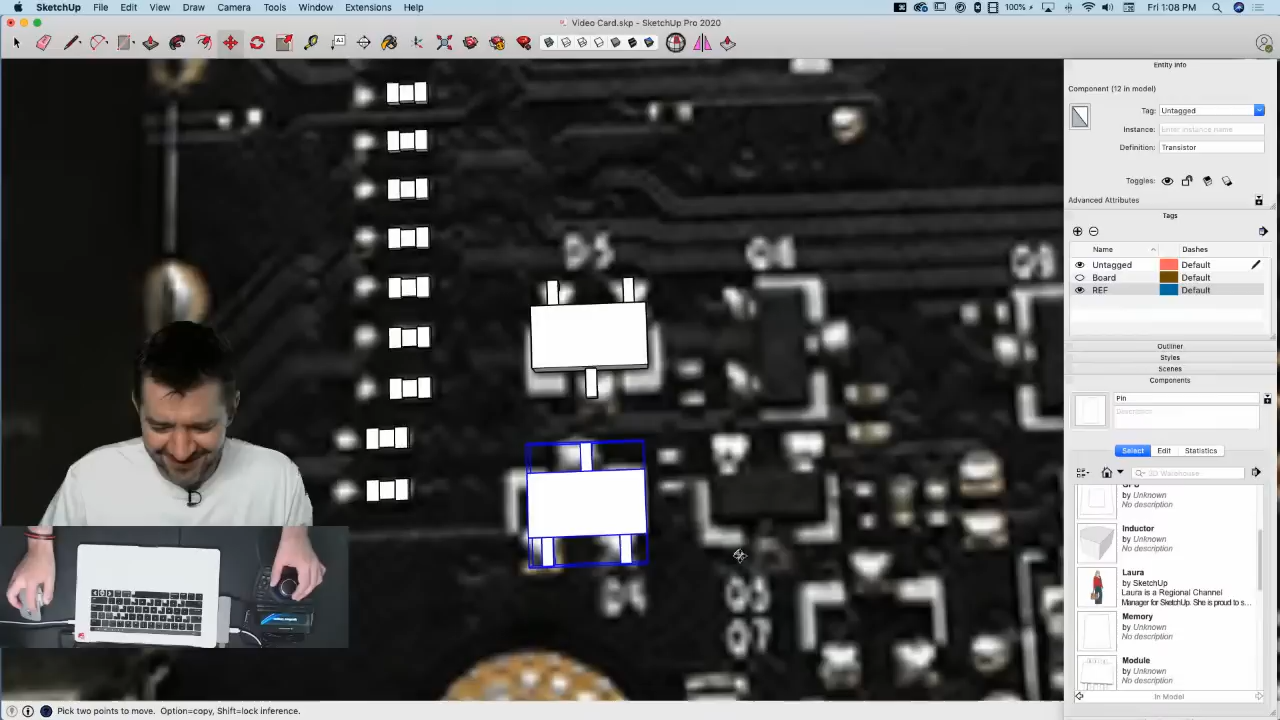 SketchUp File Edit View Draw Camera Tools Window Extensions Help 100% Fri 1:08 PM
Video Card.skp - SketchUp Pro 2020
Entity Info
Component (12 in model)
Tag: Untagged
Instance: Enter instance name
Definition: Transistor
Toggles:
Advanced Attributes
Tags
Name Dashes
Untagged Default
Board Default
REF Default
Outliner
Styles
Scenes
Components
Pin
Description
Select Edit Statistics
3D Warehouse
GPU
by Unknown
No description
Inductor
by Unknown
No description
Laura
by SketchUp
Laura is a Regional Channel
Manager for SketchUp. She is proud to s...
Memory
by Unknown
No description
Module
by Unknown
No description
In Model
D5
Pick two points to move. Option=copy, Shift=lock inference.